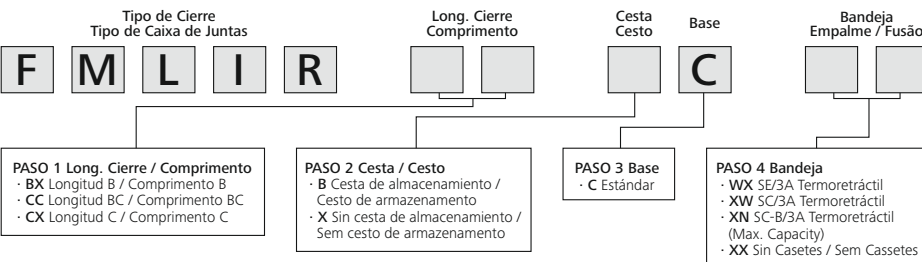 Tipo de Cierre
Tipo de Caixa de Juntas
Long. Cierre
Comprimento
Cesta
Cesto
Base
Bandeja
Empalme / Fusão
F M L I R C
PASO 1 Long. Cierre / Comprimento
· BX Longitud B / Comprimento B
· CC Longitud BC / Comprimento BC
· CX Longitud C / Comprimento C
PASO 2 Cesta / Cesto
· B Cesta de almacenamiento /
Cesto de armazenamento
· X Sin cesta de almacenamiento /
Sem cesto de armazenamento
PASO 3 Base
· C Estándar
PASO 4 Bandeja
· WX SE/3A Termoretráctil
· XW SC/3A Termoretráctil
· XN SC-B/3A Termoretráctil
(Max. Capacity)
· XX Sin Casetes / Sem Cassetes